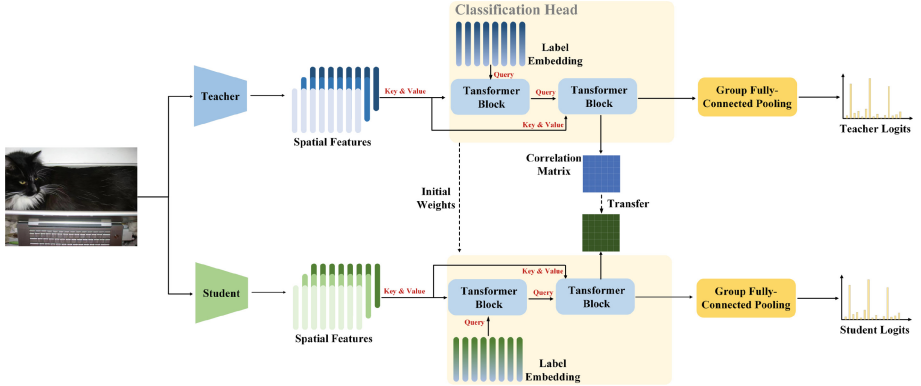 Classification Head
Label
Embedding
Query
Teacher
Key & Value
Tansformer
Block
Query
Tansformer
Block
Group Fully-
Connected Pooling
Key & Value
Spatial Features
Teacher Logits
Correlation
Matrix
Initial
Weights
Transfer
Key & Value
Student
Key & Value
Transformer
Block
Query
Transformer
Block
Group Fully-
Connected Pooling
Query
Spatial Features
Student Logits
Label
Embedding